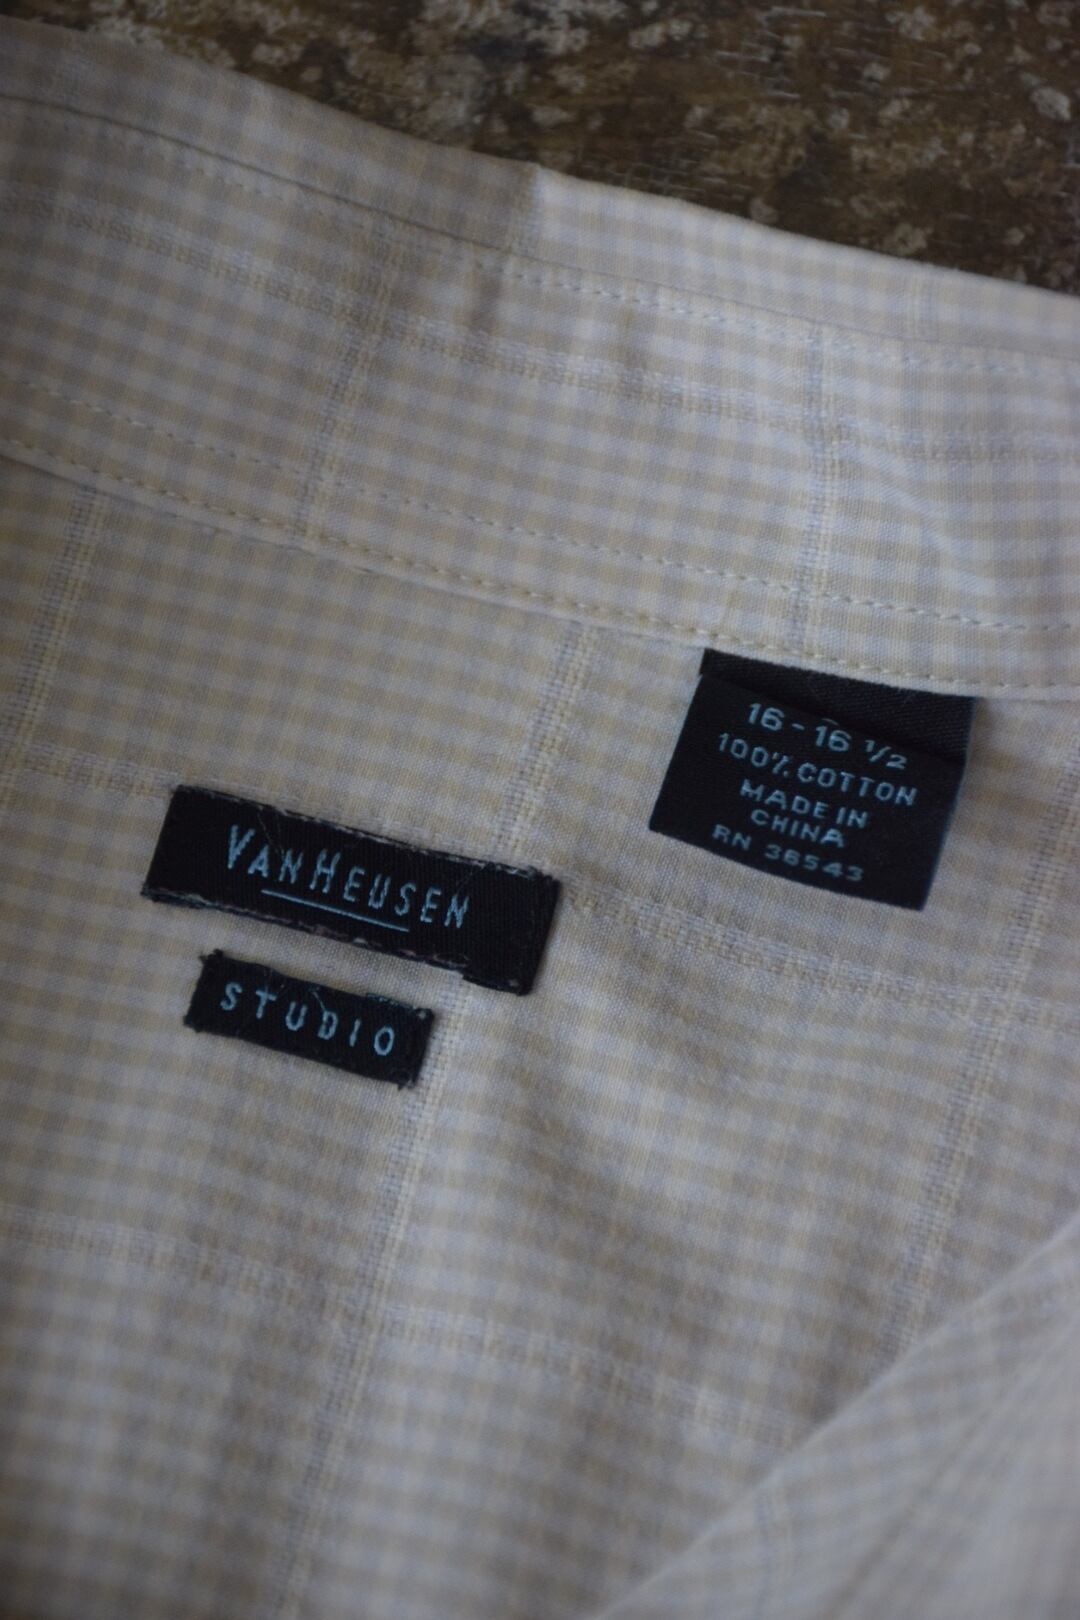 16 - 16 ½
100% COTTON
MADE IN
CHINA
RN 36543
VANHEUSEN
STUDIO